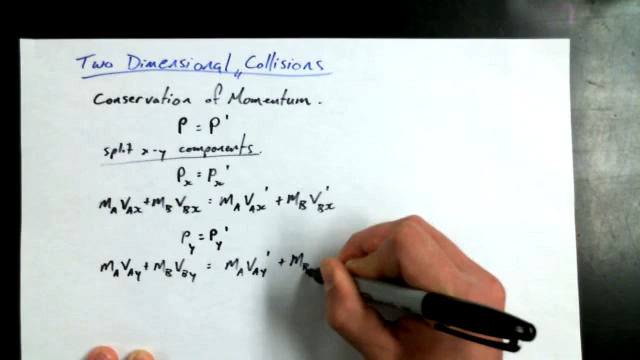 Two Dimensional Collisions
Conservation of Momentum.
P = P'
split x-y components.
Px = Px'
mAVAx + mBVBx = mAVAx' + mBVBx'
Py = Py'
mAVAy + mBVBy = mAVAy' + mB